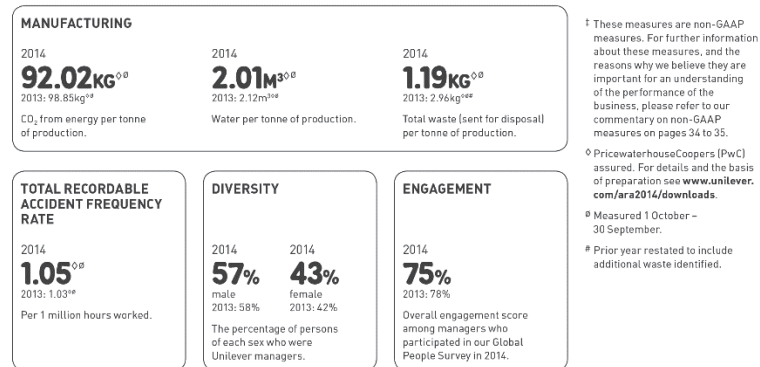 MANUFACTURING
2014
92.02KG◊ø
2013: 98.85kg◊ø
CO₂ from energy per tonne
of production.
2014
2.01M³◊ø
2013: 2.12m³◊ø
Water per tonne of production.
2014
1.19KG◊ø
2013: 2.96kg◊ø#
Total waste (sent for disposal)
per tonne of production.
TOTAL RECORDABLE
ACCIDENT FREQUENCY
RATE
2014
1.05◊ø
2013: 1.03◊ø
Per 1 million hours worked.
DIVERSITY
2014
57%
male
2013: 58%
2014
43%
female
2013: 42%
The percentage of persons
of each sex who were
Unilever managers.
ENGAGEMENT
2014
75%
2013: 78%
Overall engagement score
among managers who
participated in our Global
People Survey in 2014.
‡ These measures are non-GAAP
measures. For further information
about these measures, and the
reasons why we believe they are
important for an understanding
of the performance of the
business, please refer to our
commentary on non-GAAP
measures on pages 34 to 35.
◊ PricewaterhouseCoopers (PwC)
assured. For details and the basis
of preparation see www.unilever.
com/ara2014/downloads.
ø Measured 1 October –
30 September.
# Prior year restated to include
additional waste identified.